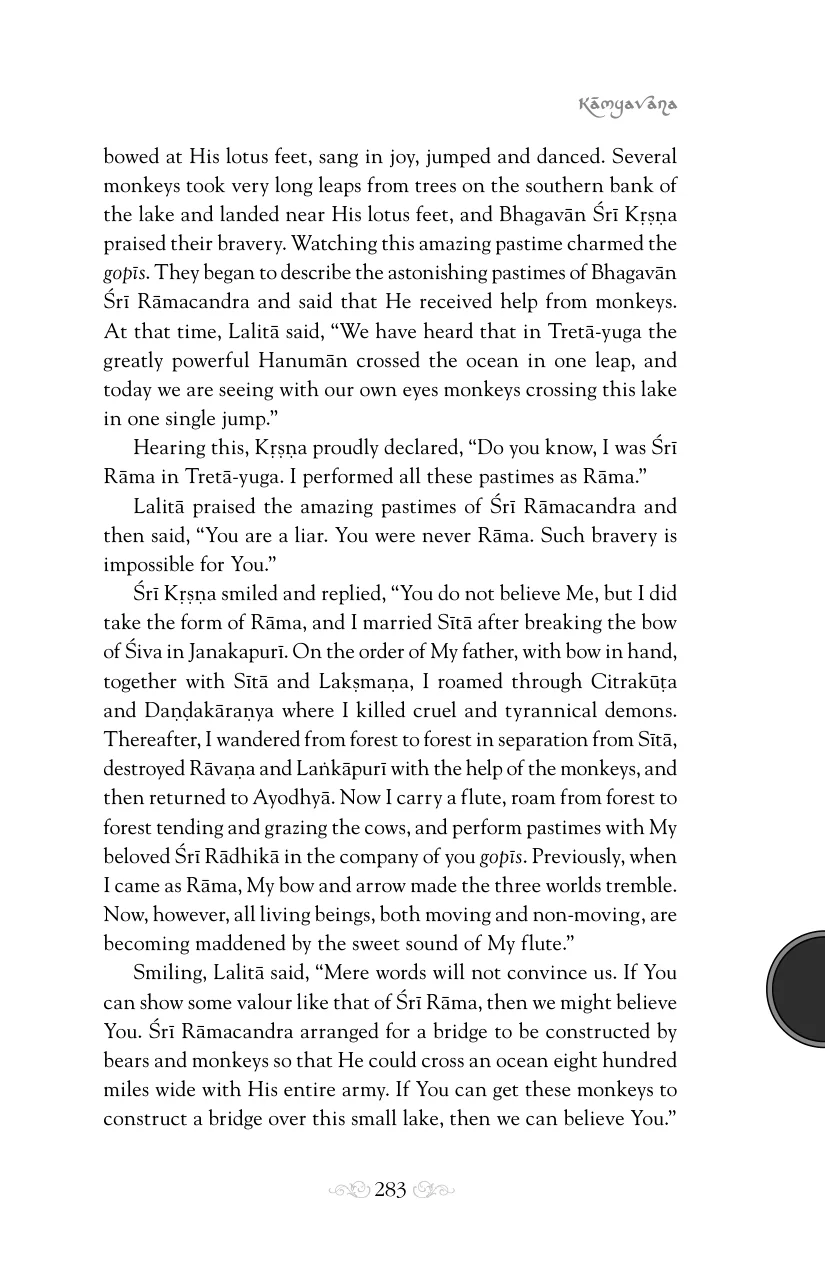 Kāmyavāna
bowed at His lotus feet, sang in joy, jumped and danced. Several
monkeys took very long leaps from trees on the southern bank of
the lake and landed near His lotus feet, and Bhagavān Śrī Kṛṣṇa
praised their bravery. Watching this amazing pastime charmed the
gopīs. They began to describe the astonishing pastimes of Bhagavān
Śrī Rāmacandra and said that He received help from monkeys.
At that time, Lalitā said, “We have heard that in Tretā-yuga the
greatly powerful Hanumān crossed the ocean in one leap, and
today we are seeing with our own eyes monkeys crossing this lake
in one single jump.”
Hearing this, Kṛṣṇa proudly declared, “Do you know, I was Śrī
Rāma in Tretā-yuga. I performed all these pastimes as Rāma.”
Lalitā praised the amazing pastimes of Śrī Rāmacandra and
then said, “You are a liar. You were never Rāma. Such bravery is
impossible for You.”
Śrī Kṛṣṇa smiled and replied, “You do not believe Me, but I did
take the form of Rāma, and I married Sītā after breaking the bow
of Śiva in Janakapurī. On the order of My father, with bow in hand,
together with Sītā and Lakṣmaṇa, I roamed through Citrakūṭa
and Daṇḍakāraṇya where I killed cruel and tyrannical demons.
Thereafter, I wandered from forest to forest in separation from Sītā,
destroyed Rāvaṇa and Laṅkāpurī with the help of the monkeys, and
then returned to Ayodhyā. Now I carry a flute, roam from forest to
forest tending and grazing the cows, and perform pastimes with My
beloved Śrī Rādhikā in the company of you gopīs. Previously, when
I came as Rāma, My bow and arrow made the three worlds tremble.
Now, however, all living beings, both moving and non-moving, are
becoming maddened by the sweet sound of My flute.”
Smiling, Lalitā said, “Mere words will not convince us. If You
can show some valour like that of Śrī Rāma, then we might believe
You. Śrī Rāmacandra arranged for a bridge to be constructed by
bears and monkeys so that He could cross an ocean eight hundred
miles wide with His entire army. If You can get these monkeys to
construct a bridge over this small lake, then we can believe You.”
283